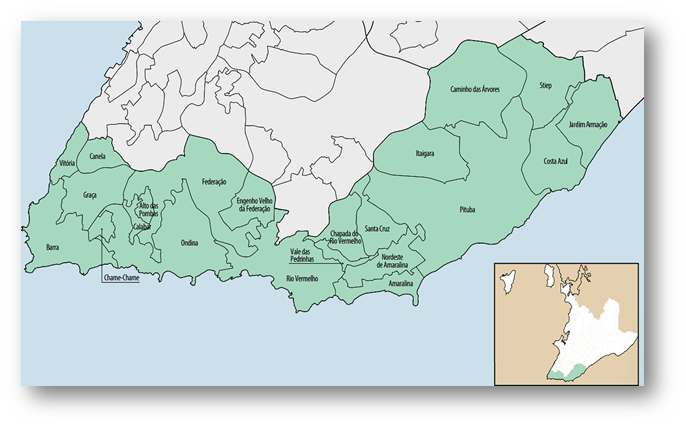 Caminho das Árvores
Stiep
Jardim Armação
Vitória
Canela
Itaigara
Costa Azul
Graça
Federação
Alto das
Pombas
Engenho Velho
da Federação
Pituba
Calabar
Barra
Ondina
Chapada do
Rio Vermelho
Santa Cruz
Vale das
Pedrinhas
Nordeste
de Amaralina
Chame-Chame
Rio Vermelho
Amaralina